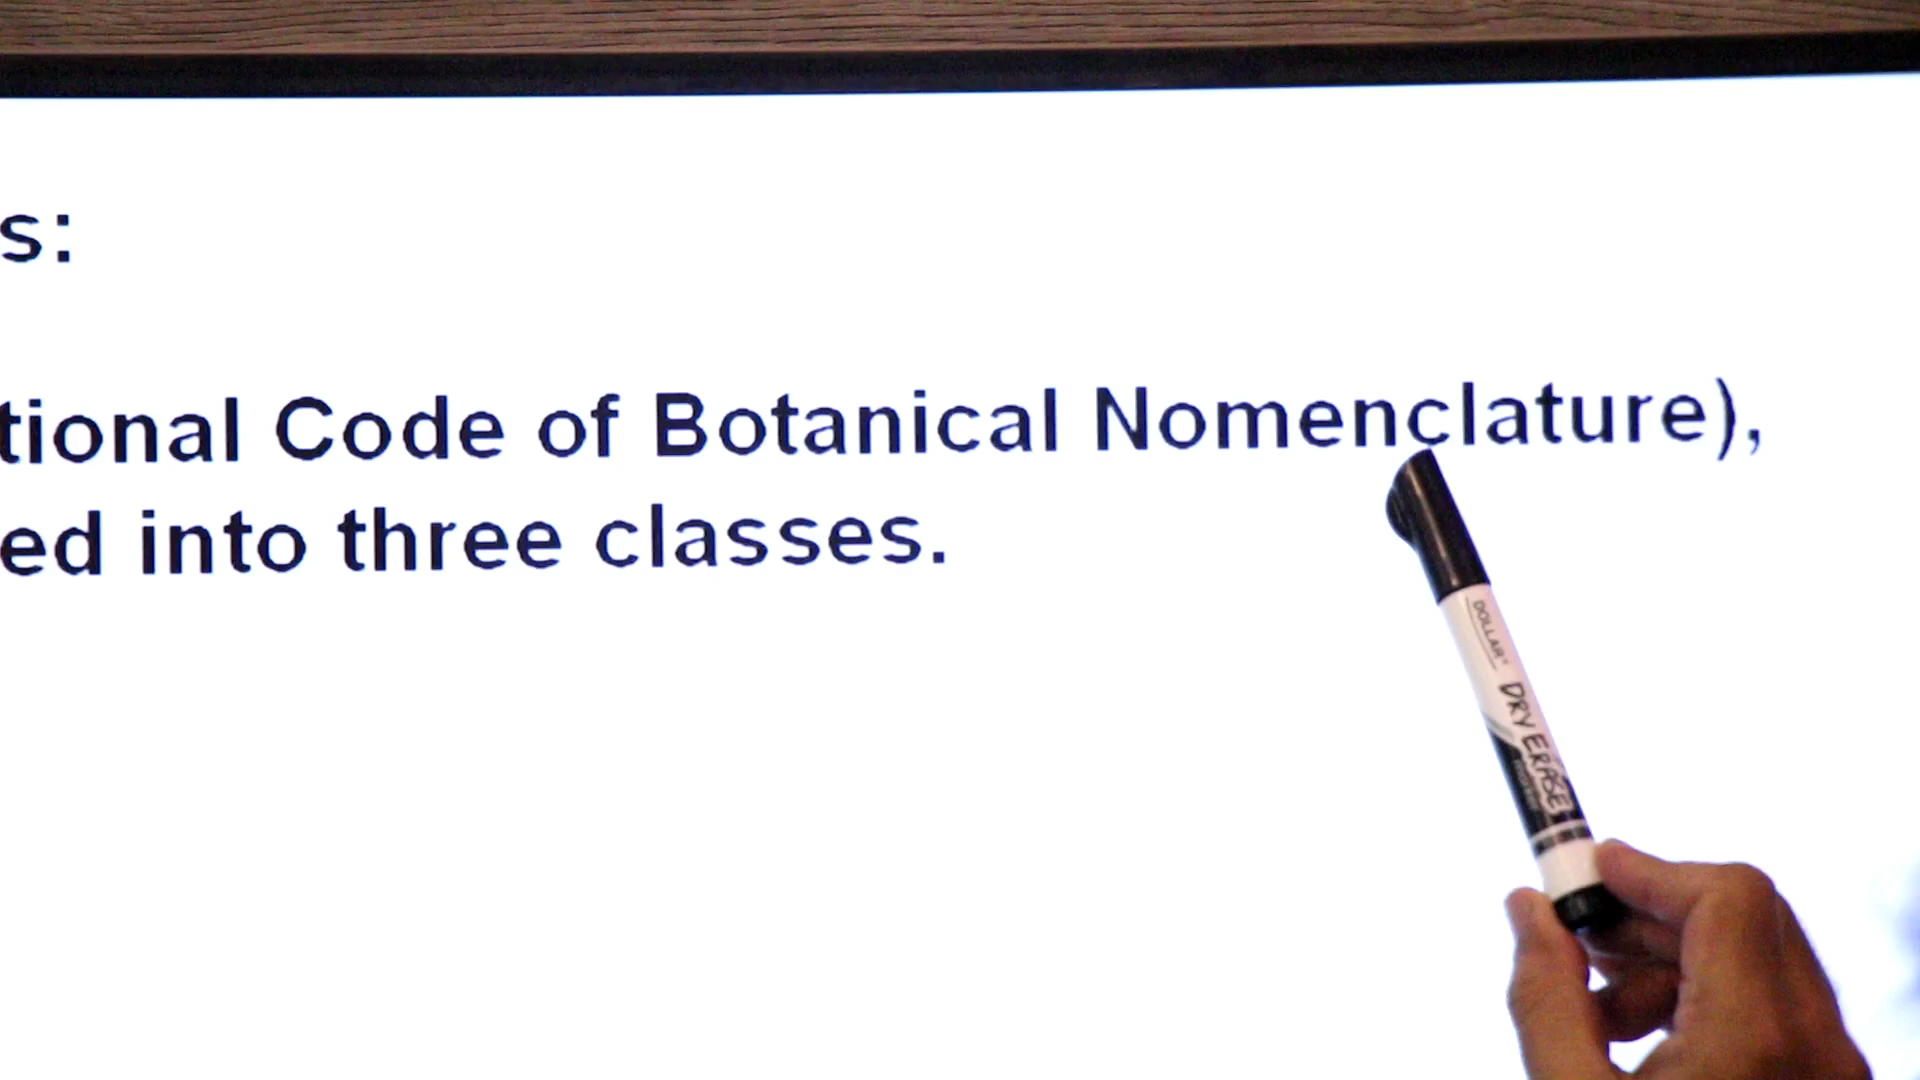 s:
tional Code of Botanical Nomenclature),
ed into three classes.
DOLLAR
DRY ERASE